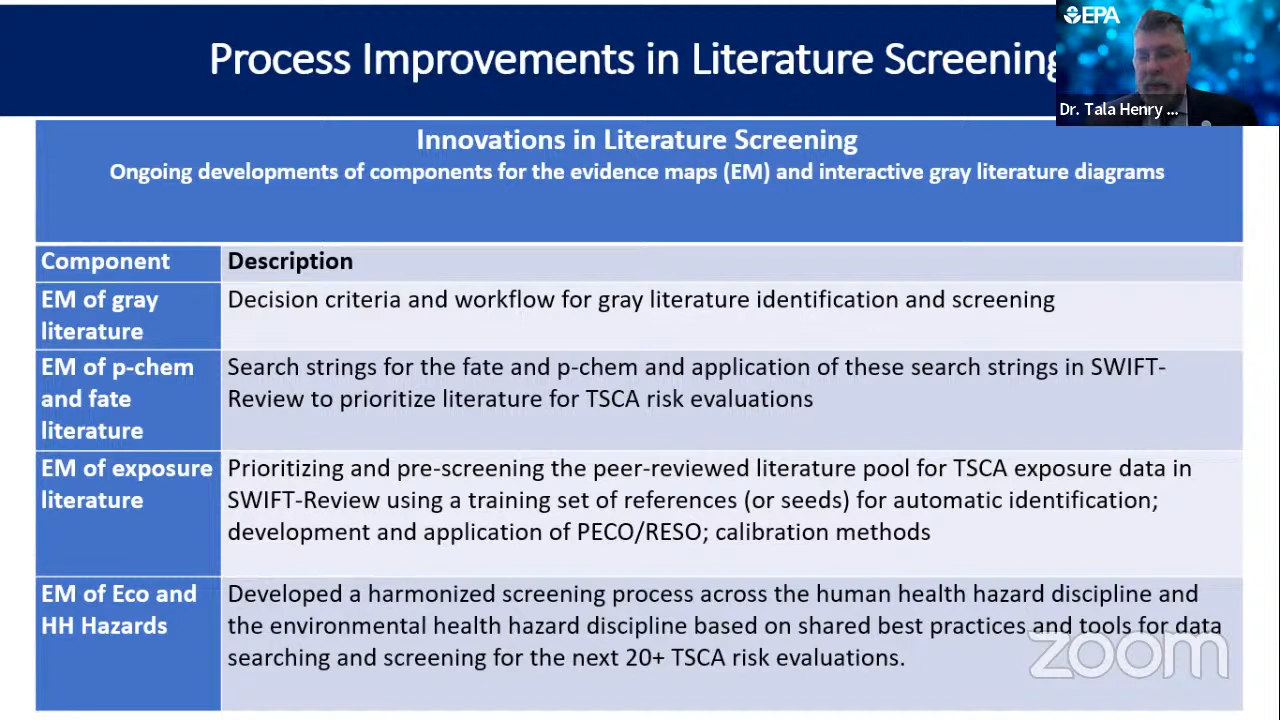 Process Improvements in Literature Screening
EPA
Dr. Tala Henry ...
Innovations in Literature Screening
Ongoing developments of components for the evidence maps (EM) and interactive gray literature diagrams
Component
Description
EM of gray
literature
Decision criteria and workflow for gray literature identification and screening
EM of p-chem
and fate
literature
Search strings for the fate and p-chem and application of these search strings in SWIFT-
Review to prioritize literature for TSCA risk evaluations
EM of exposure
literature
Prioritizing and pre-screening the peer-reviewed literature pool for TSCA exposure data in
SWIFT-Review using a training set of references (or seeds) for automatic identification;
development and application of PECO/RESO; calibration methods
EM of Eco and
HH Hazards
Developed a harmonized screening process across the human health hazard discipline and
the environmental health hazard discipline based on shared best practices and tools for data
searching and screening for the next 20+ TSCA risk evaluations.
zoom